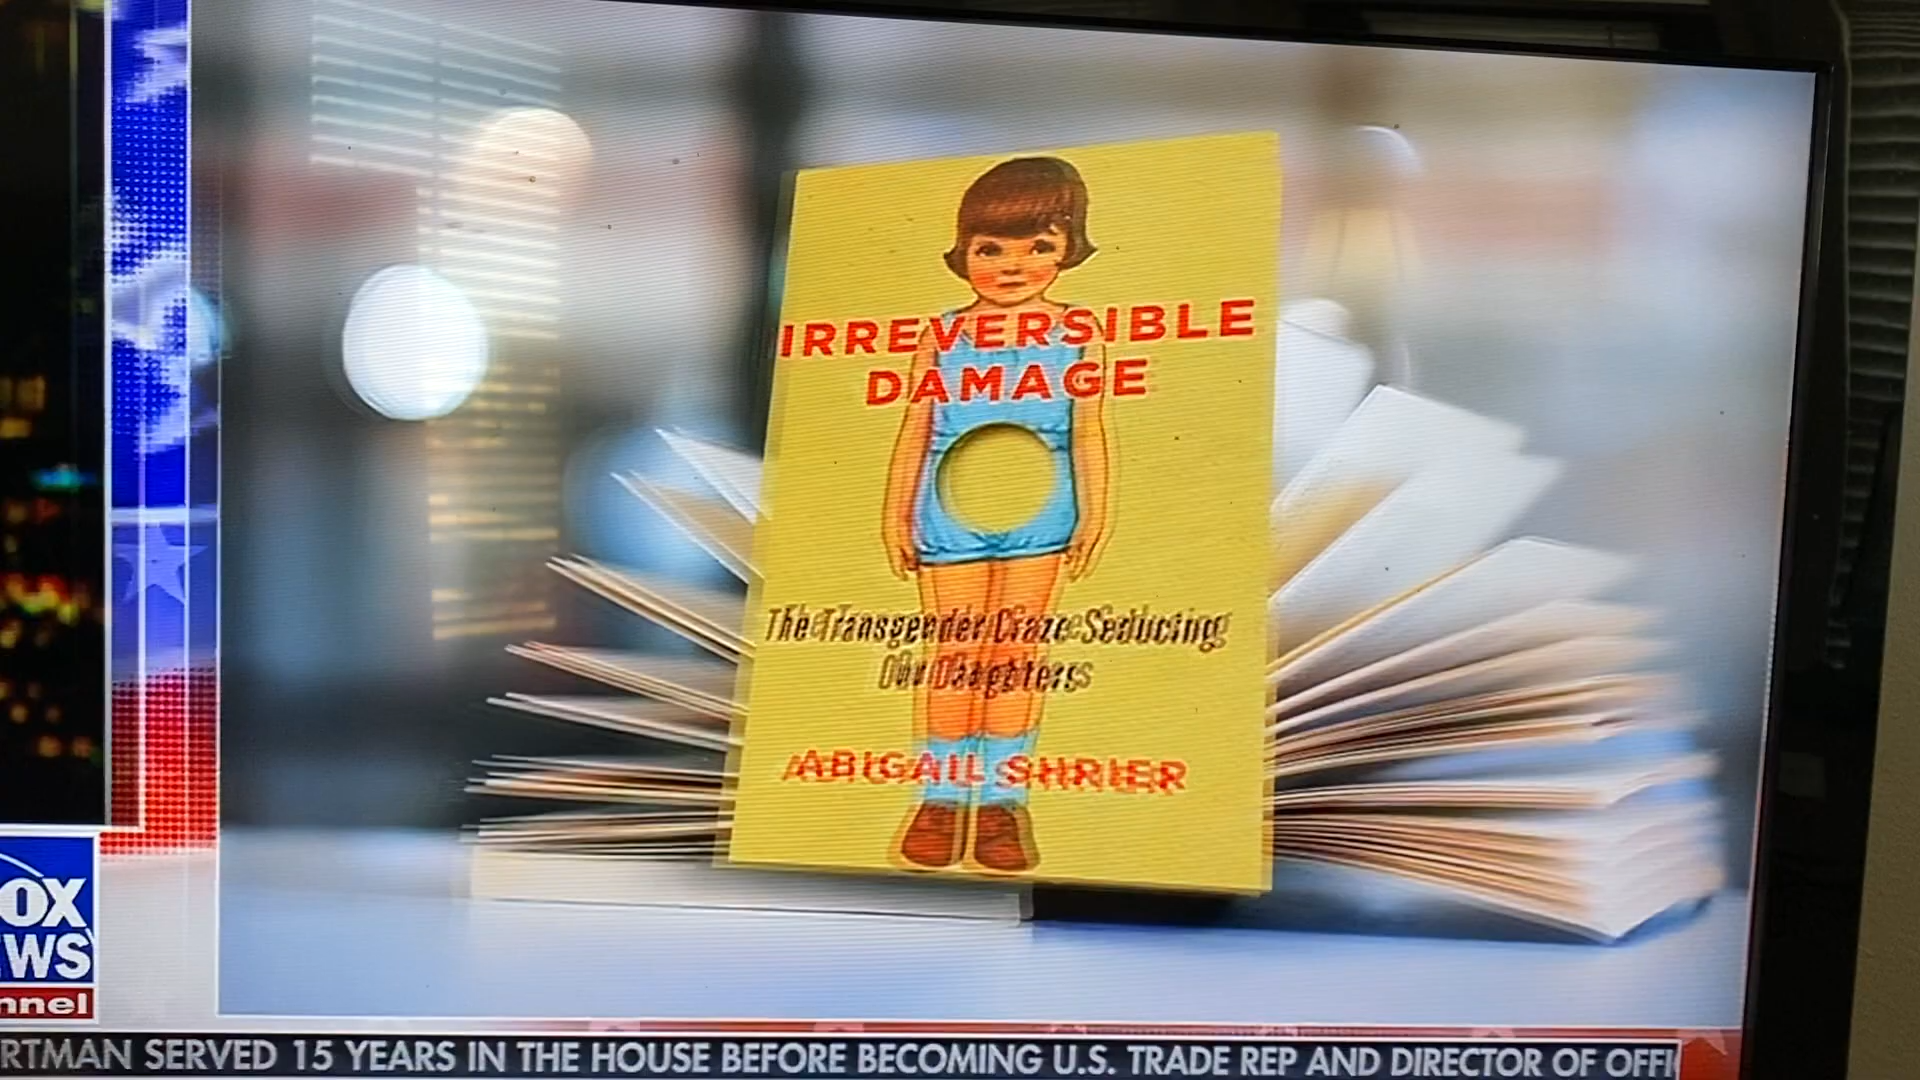 IRREVERSIBLE
DAMAGE
The Transgender Craze Seducing
Our Daughters
ABIGAIL SHRIER
OX
EWS
nnel
RTMAN SERVED 15 YEARS IN THE HOUSE BEFORE BECOMING U.S. TRADE REP AND DIRECTOR OF OFFI